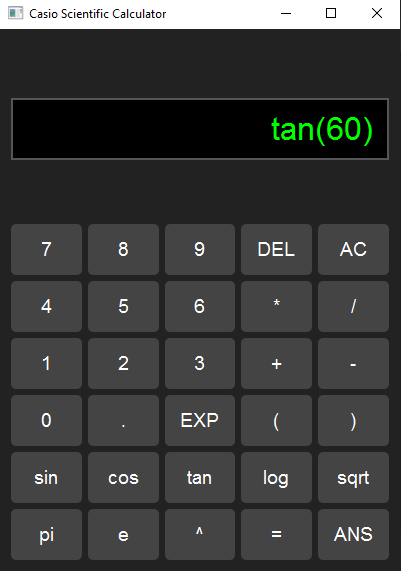 Casio Scientific Calculator
tan(60)
7 8 9 DEL AC
4 5 6 * /
1 2 3 + -
0 . EXP ( )
sin cos tan log sqrt
pi e ^ = ANS